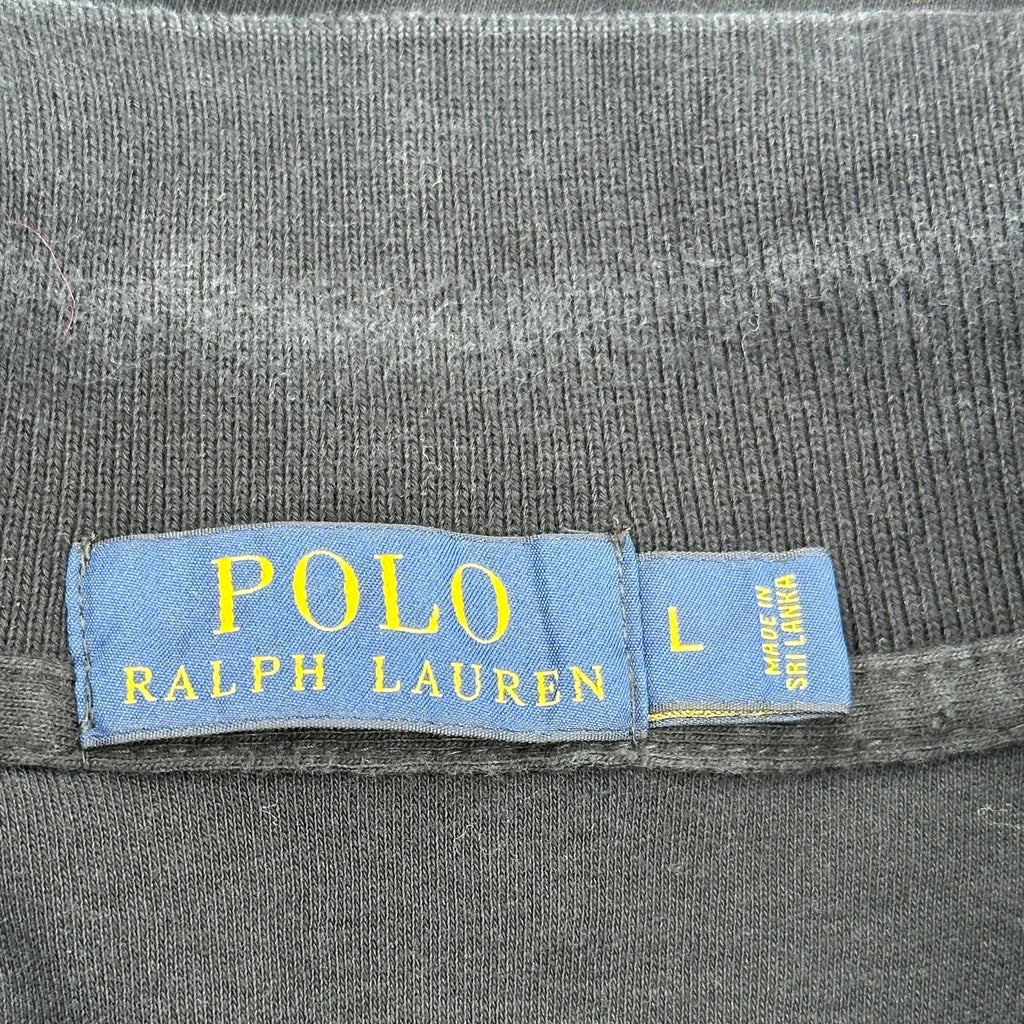 POLO
RALPH LAUREN
L
MADE IN
SRI LANKA